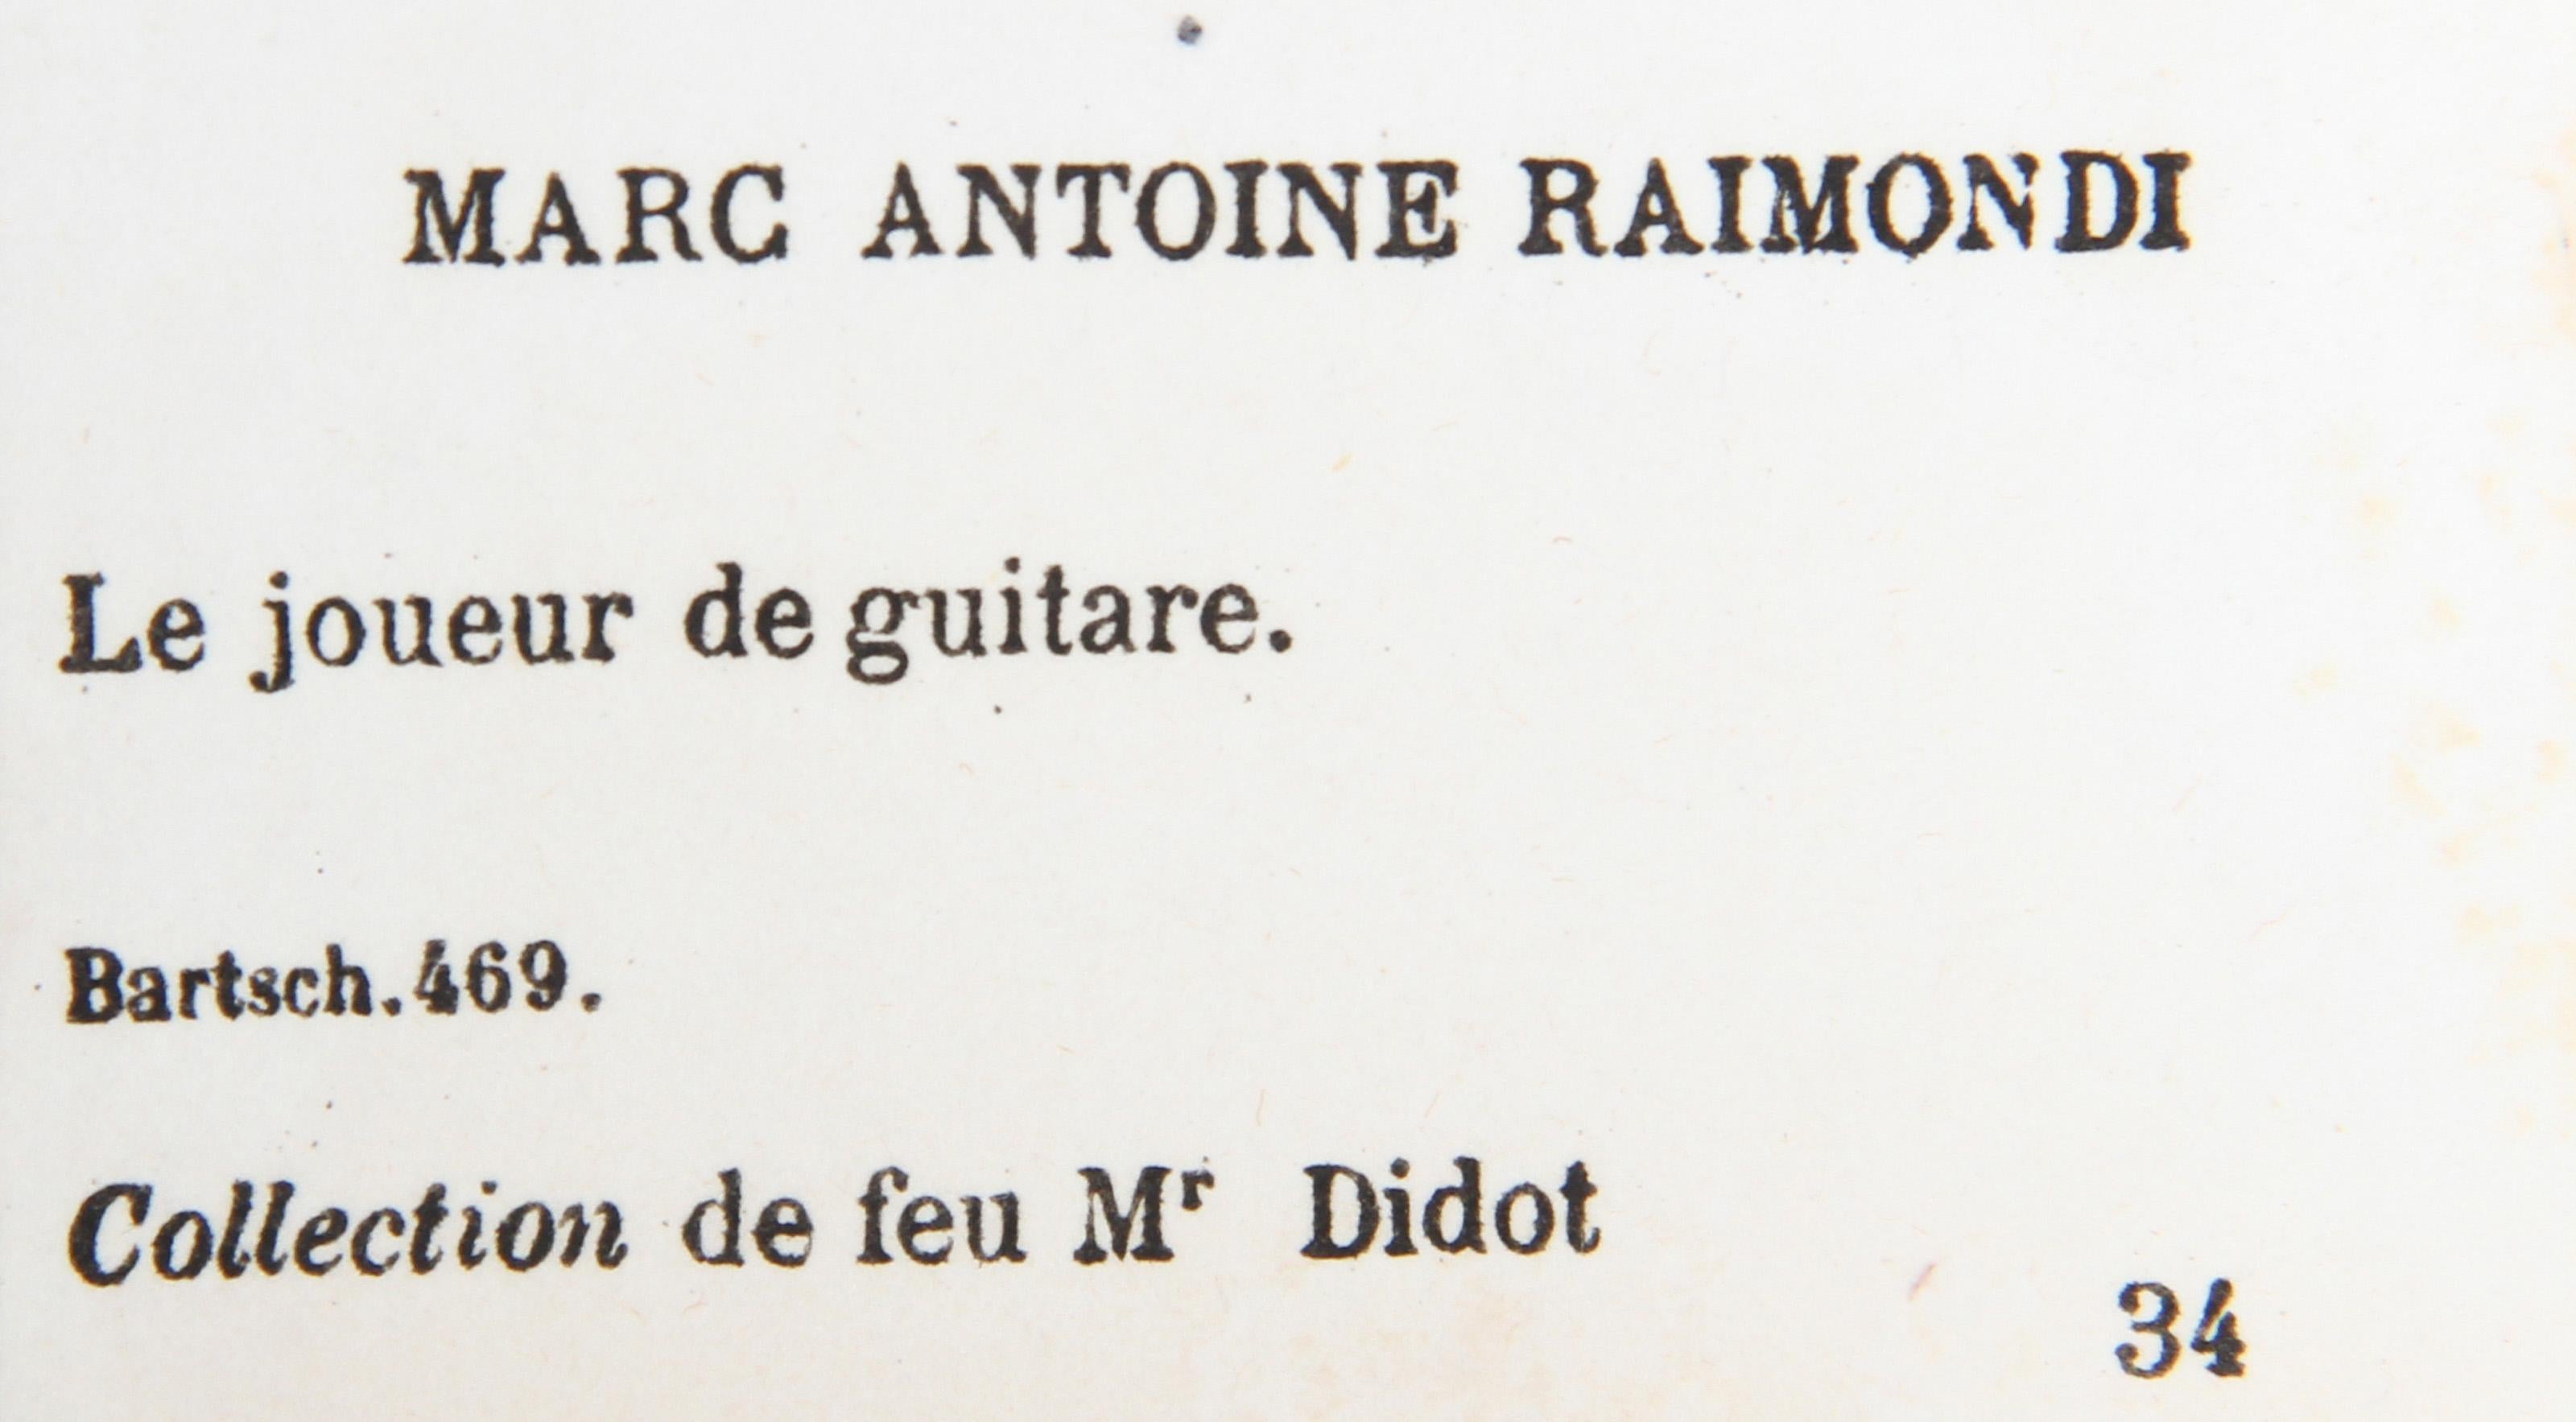 MARC ANTOINE RAIMONDI
Le joueur de guitare.
Bartsch. 469.
Collection de feu Mr Didot
34